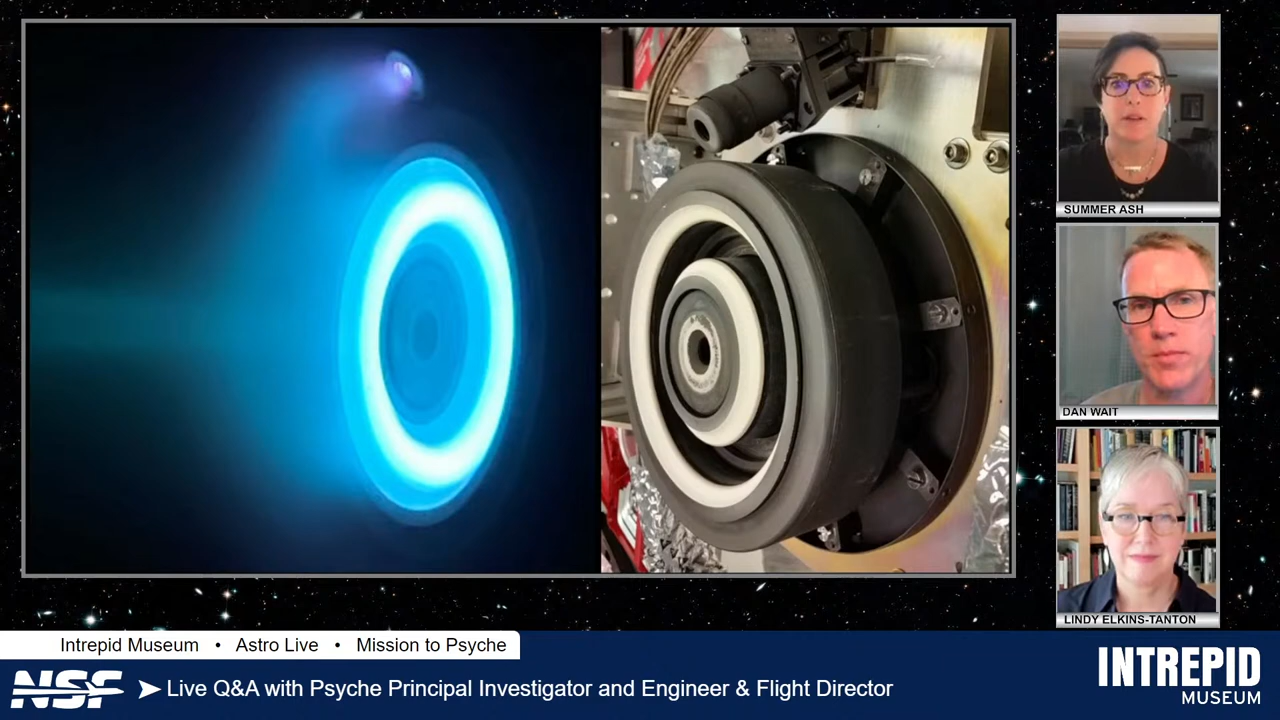 SUMMER ASH
DAN WAIT
LINDY ELKINS-TANTON
Intrepid Museum • Astro Live • Mission to Psyche
NSF
Live Q&A with Psyche Principal Investigator and Engineer & Flight Director
INTREPID
MUSEUM